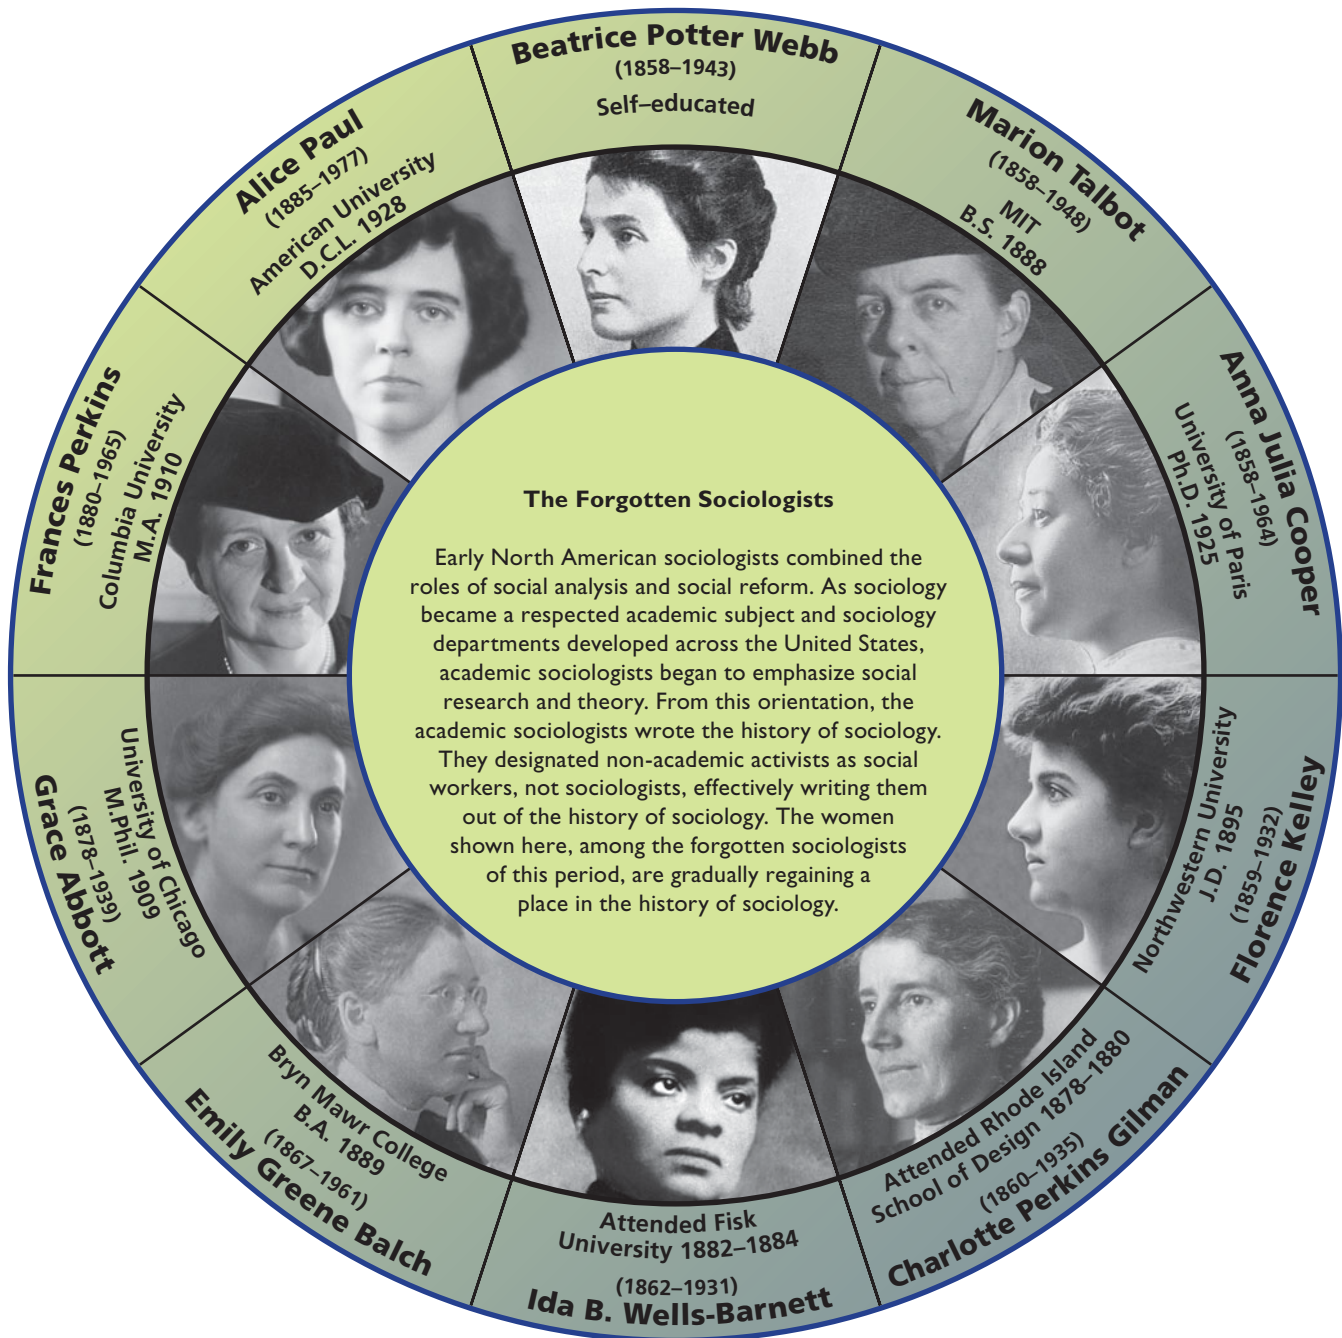 Beatrice Potter Webb
(1858–1943)
Self–educated
Marion Talbot
(1858–1948)
MIT
B.S. 1888
Anna Julia Cooper
(1858–1964)
University of Paris
Ph.D. 1925
Northwestern University
J.D. 1895
(1859–1932)
Florence Kelley
Attended Rhode Island
School of Design 1878–1880
(1860–1935)
Charlotte Perkins Gilman
Attended Fisk
University 1882–1884
(1862–1931)
Ida B. Wells-Barnett
Bryn Mawr College
B.A. 1889
(1867–1961)
Emily Greene Balch
University of Chicago
M.Phil. 1909
(1878–1939)
Grace Abbott
Frances Perkins
(1880–1965)
Columbia University
M.A. 1910
Alice Paul
(1885–1977)
American University
D.C.L. 1928
The Forgotten Sociologists
Early North American sociologists combined the
roles of social analysis and social reform. As sociology
became a respected academic subject and sociology
departments developed across the United States,
academic sociologists began to emphasize social
research and theory. From this orientation, the
academic sociologists wrote the history of sociology.
They designated non-academic activists as social
workers, not sociologists, effectively writing them
out of the history of sociology. The women
shown here, among the forgotten sociologists
of this period, are gradually regaining a
place in the history of sociology.